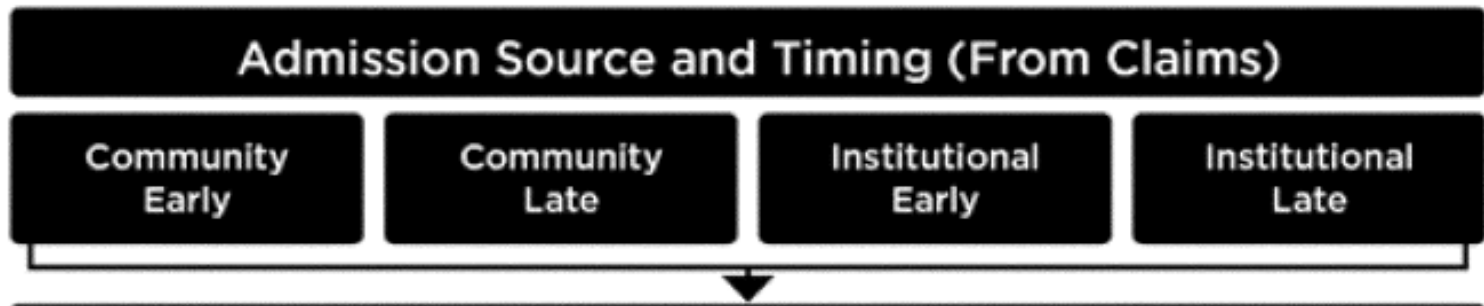 Admission Source and Timing (From Claims)
Community
Early
Community
Late
Institutional
Early
Institutional
Late